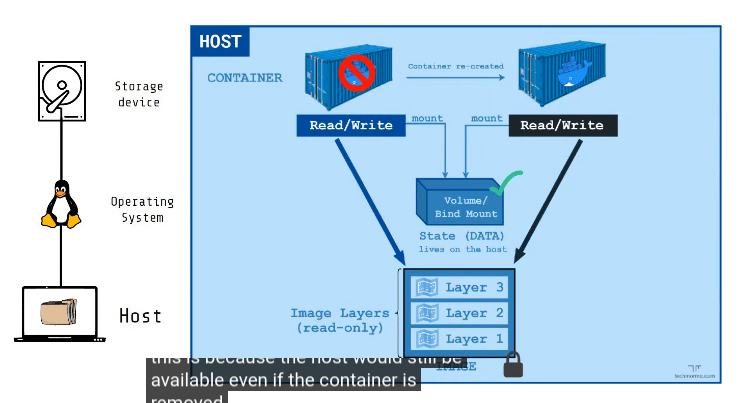 HOST
Storage
device
CONTAINER
Container re-created
Read/Write
mount
mount
Read/Write
Volume/
Bind Mount
State (DATA)
lives on the host
Operating
System
Image Layers
(read-only)
Layer 3
Layer 2
Layer 1
IMAGE
Host
this is because the host would still be
available even if the container is
removed